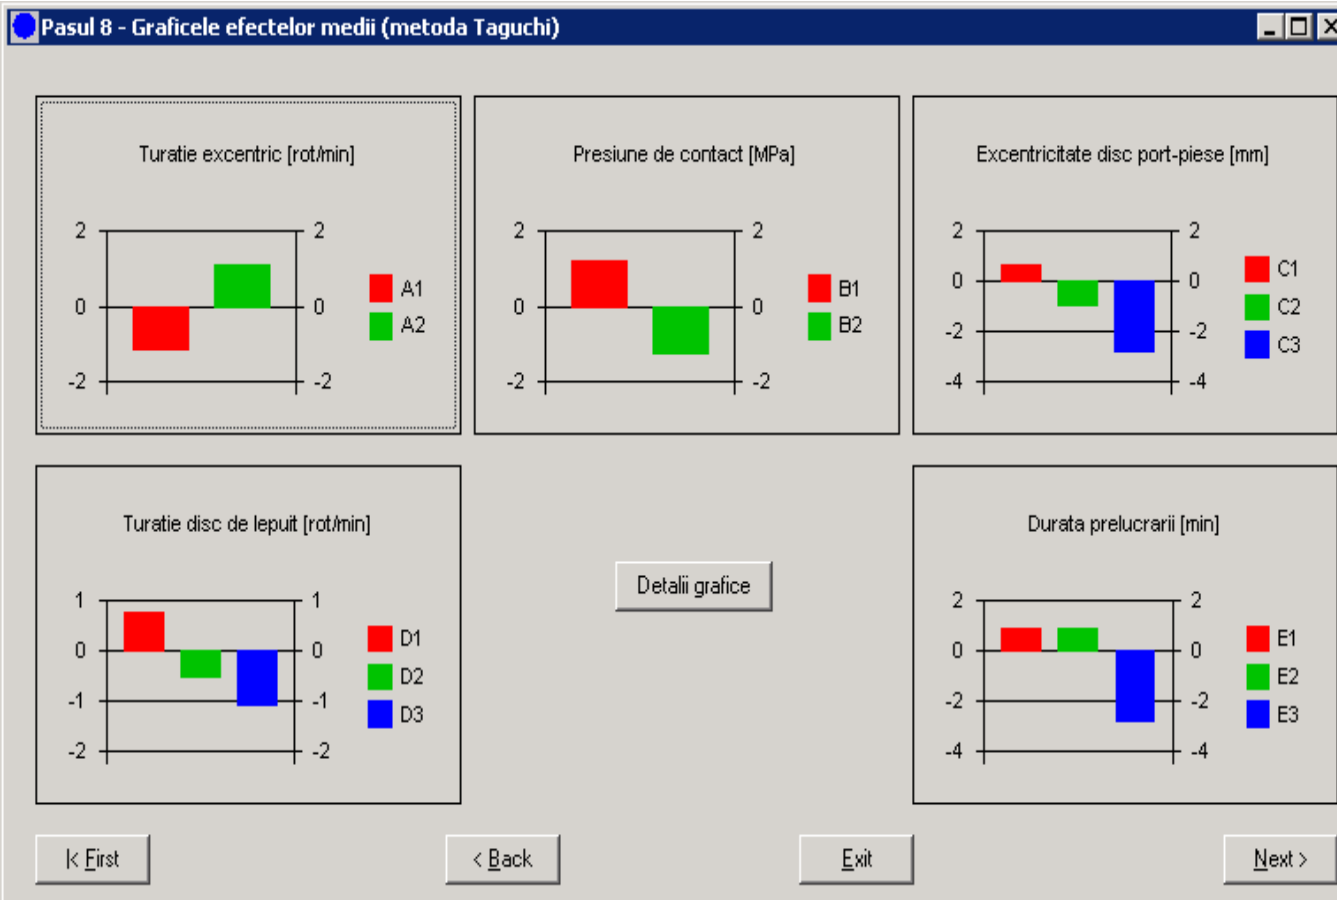 Pasul 8 - Graficele efectelor medii (metoda Taguchi)
Turatie excentric [rot/min]
2
0
-2
2
0
-2
A1
A2
Presiune de contact [MPa]
2
0
-2
2
0
-2
B1
B2
Excentricitate disc port-piese [mm]
2
0
-2
-4
2
0
-2
-4
C1
C2
C3
Turatie disc de lepuit [rot/min]
1
0
-1
-2
1
0
-1
-2
D1
D2
D3
Detalii grafice
Durata prelucrarii [min]
2
0
-2
-4
2
0
-2
-4
E1
E2
E3
|< First
< Back
Exit
Next >